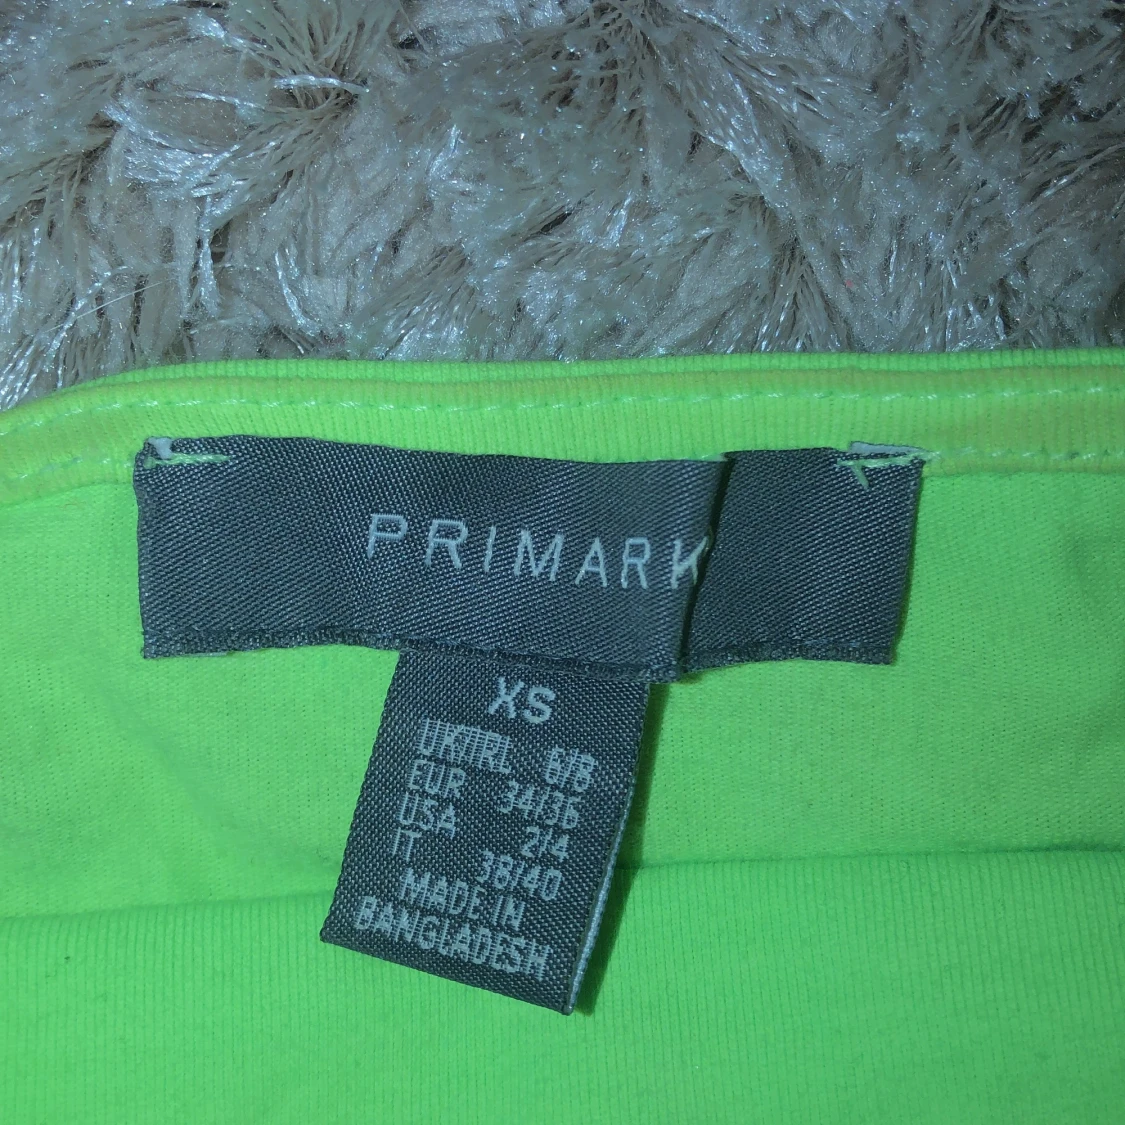 PRIMARK
XS
UK/IRL 6/8
EUR 34/36
USA 2/4
IT 38/40
MADE IN
BANGLADESH